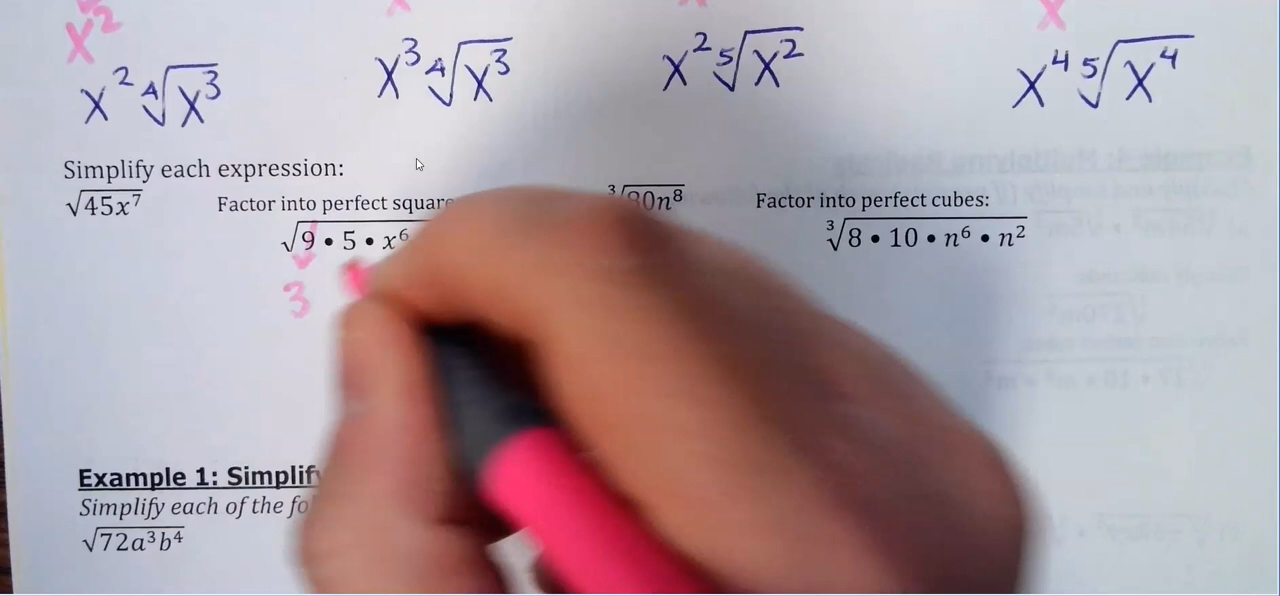 x²
x² ⁴√x³ x³ ⁴√x³ x² ⁵√x² x⁴ ⁵√x⁴
Simplify each expression:
√45x⁷ Factor into perfect square ³√80n⁸ Factor into perfect cubes:
√9 • 5 • x⁶ ³√8 • 10 • n⁶ • n²
3
Example 1: Simplif
Simplify each of the fo
√72a³b⁴